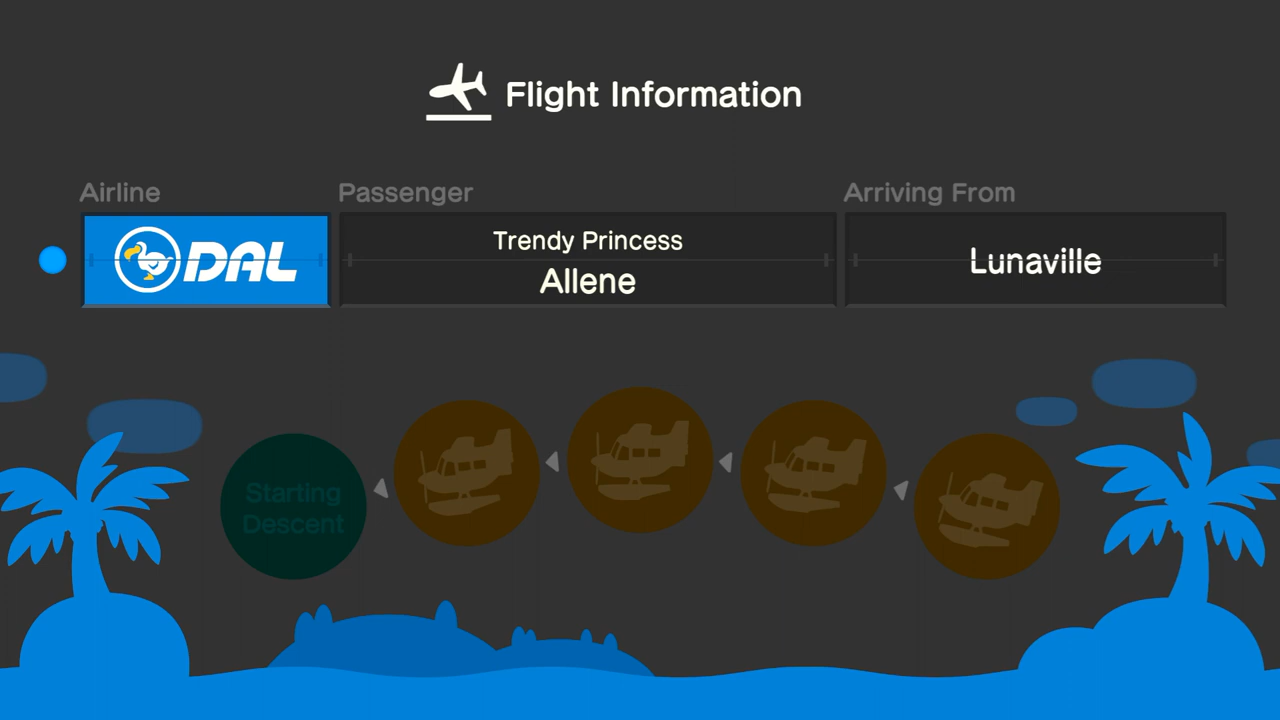 Flight Information
Airline
Passenger
Arriving From
DAL
Trendy Princess
Allene
Lunaville
Starting
Descent